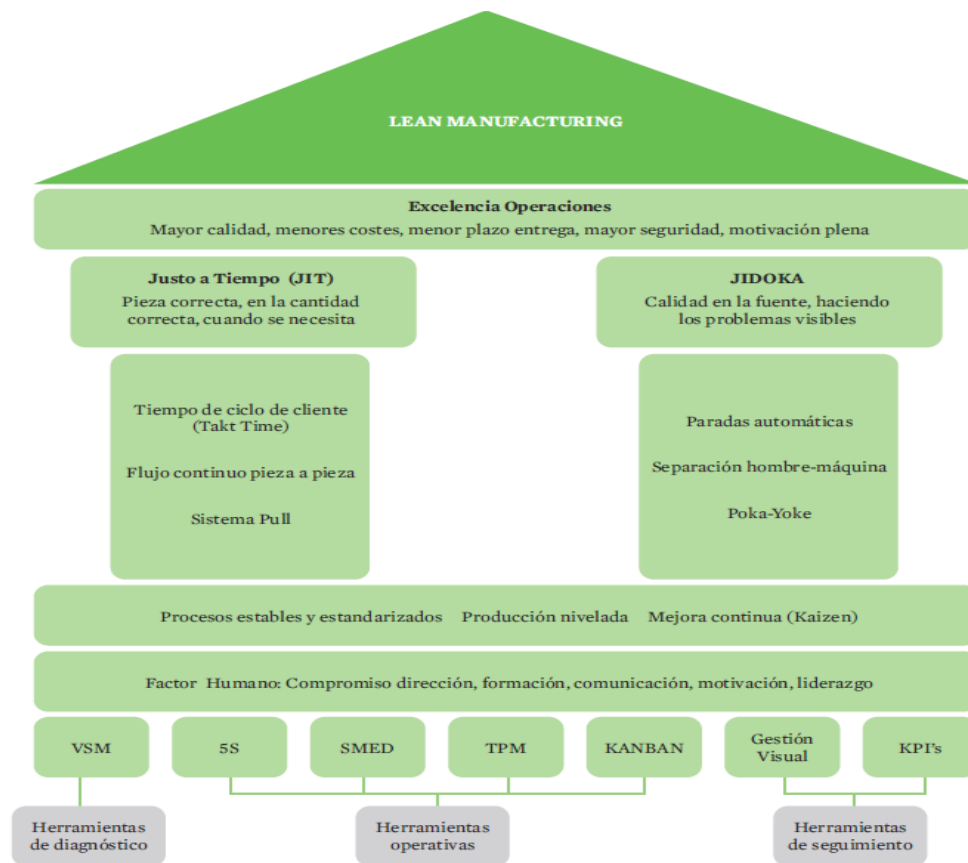 LEAN MANUFACTURING
Excelencia Operaciones
Mayor calidad, menores costes, menor plazo entrega, mayor seguridad, motivación plena
Justo a Tiempo (JIT)
Pieza correcta, en la cantidad
correcta, cuando se necesita
JIDOKA
Calidad en la fuente, haciendo
los problemas visibles
Tiempo de ciclo de cliente
(Takt Time)
Flujo continuo pieza a pieza
Sistema Pull
Paradas automáticas
Separación hombre-máquina
Poka-Yoke
Procesos estables y estandarizados Producción nivelada Mejora continua (Kaizen)
Factor Humano: Compromiso dirección, formación, comunicación, motivación, liderazgo
VSM
5S
SMED
TPM
KANBAN
Gestión
Visual
KPI's
Herramientas
de diagnóstico
Herramientas
operativas
Herramientas
de seguimiento